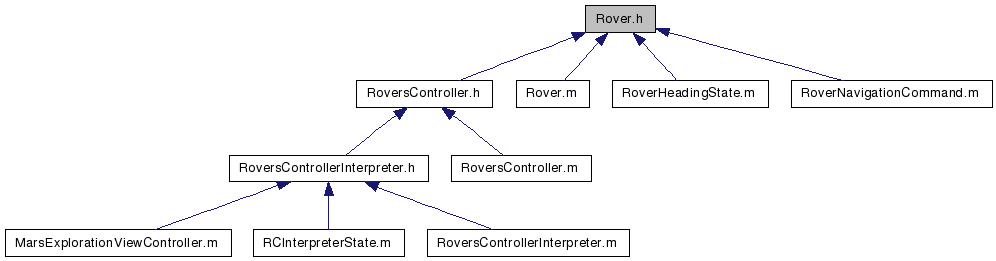 Rover.h
RoversController.h
Rover.m
RoverHeadingState.m
RoverNavigationCommand.m
RoversControllerInterpreter.h
RoversController.m
MarsExplorationViewController.m
RCInterpreterState.m
RoversControllerInterpreter.m